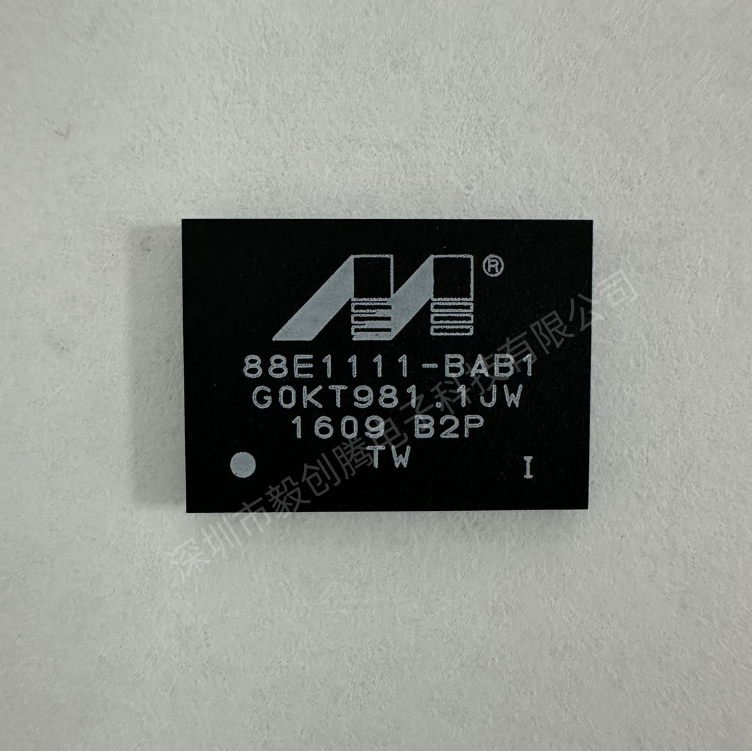 ®
88E1111-BAB1
G0KT981.1JW
1609 B2P
TW
I
深圳市毅创腾电子科技有限公司